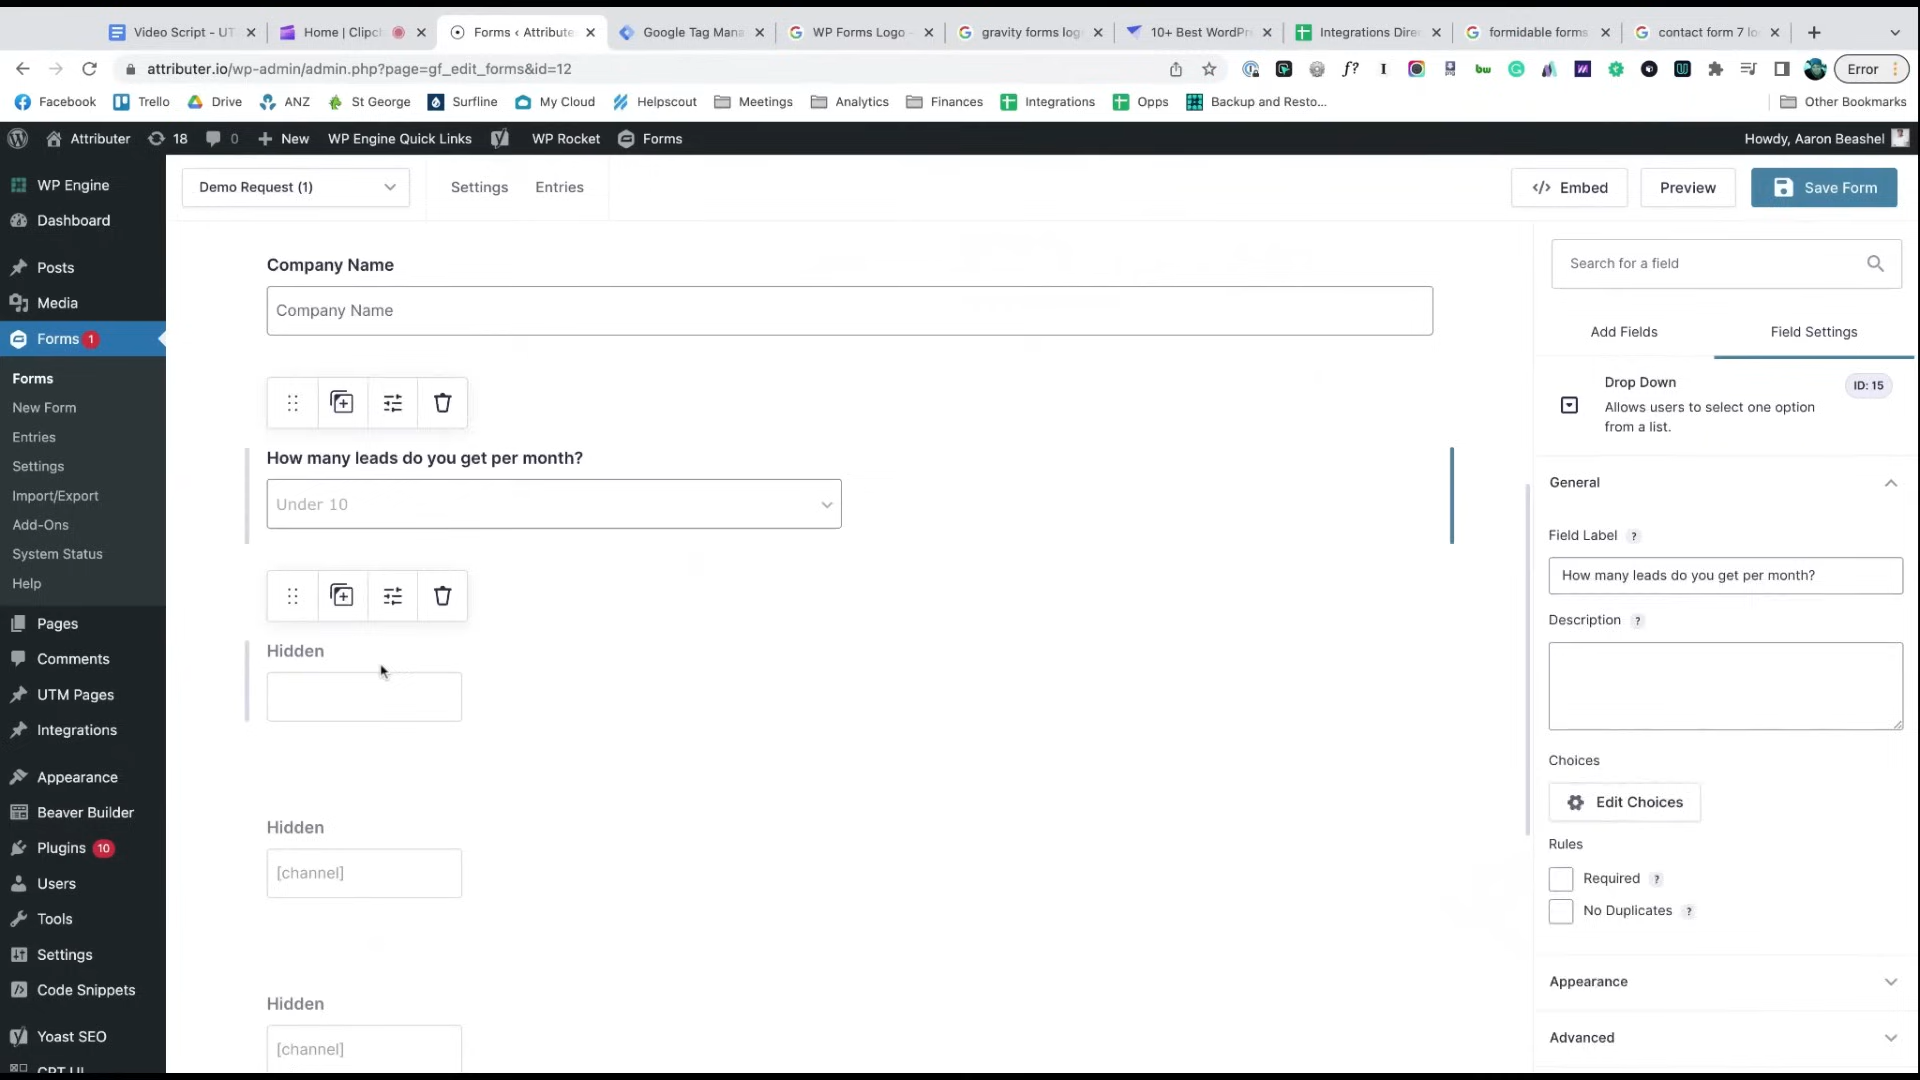 Video Script - UT
Home | Clipch
Forms ‹ Attribute
Google Tag Mana
WP Forms Logo -
gravity forms log
10+ Best WordPr
Integrations Dire
formidable forms
contact form 7 lo
attributer.io/wp-admin/admin.php?page=gf_edit_forms&id=12
Error
Facebook
Trello
Drive
ANZ
St George
Surfline
My Cloud
Helpscout
Meetings
Analytics
Finances
Integrations
Opps
Backup and Resto...
Other Bookmarks
Attributer
18
0
New
WP Engine Quick Links
WP Rocket
Forms
Howdy, Aaron Beashel
WP Engine
Dashboard
Posts
Media
Forms 1
Forms
New Form
Entries
Settings
Import/Export
Add-Ons
System Status
Help
Pages
Comments
UTM Pages
Integrations
Appearance
Beaver Builder
Plugins 10
Users
Tools
Settings
Code Snippets
Yoast SEO
CPT UI
Demo Request (1)
Settings
Entries
</> Embed
Preview
Save Form
Company Name
Company Name
How many leads do you get per month?
Under 10
Hidden
Hidden
[channel]
Hidden
[channel]
Search for a field
Add Fields
Field Settings
Drop Down
ID: 15
Allows users to select one option
from a list.
General
Field Label ?
How many leads do you get per month?
Description ?
Choices
Edit Choices
Rules
Required ?
No Duplicates ?
Appearance
Advanced